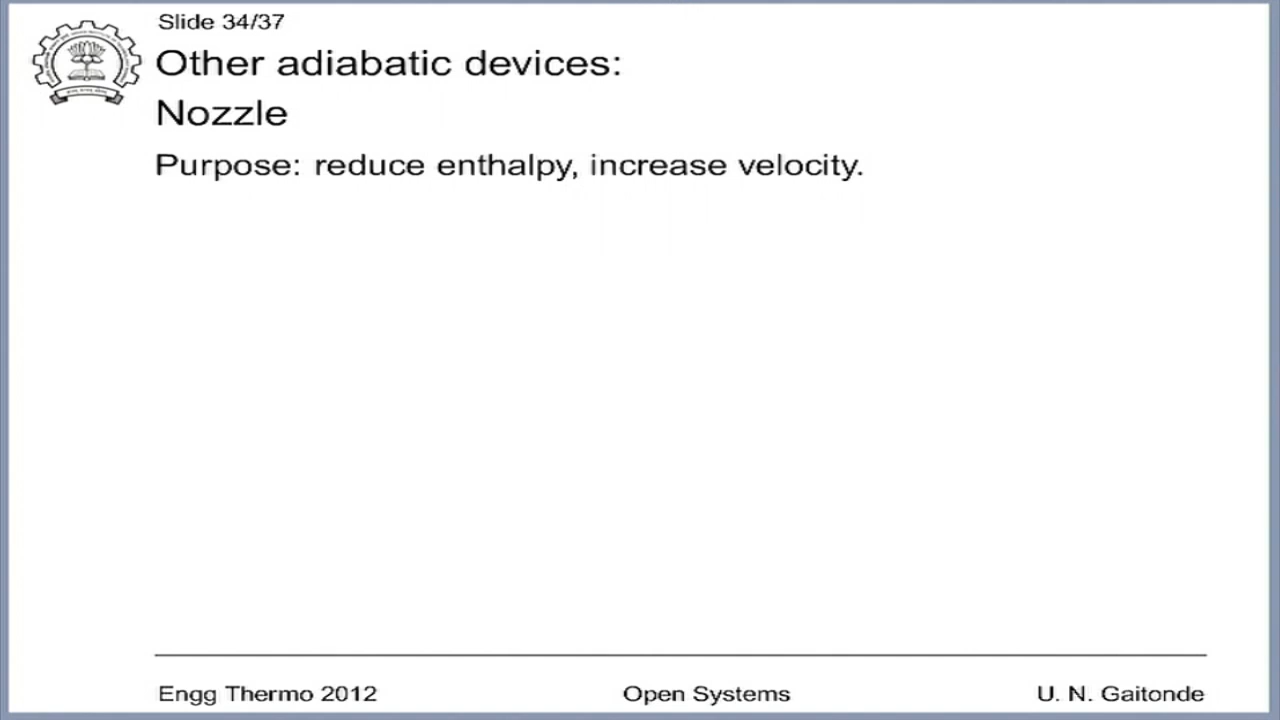 Slide 34/37
Other adiabatic devices:
Nozzle
Purpose: reduce enthalpy, increase velocity.
Engg Thermo 2012
Open Systems
U. N. Gaitonde